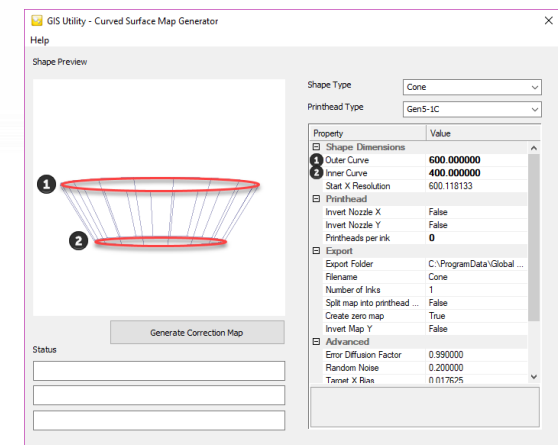 GIS Utility - Curved Surface Map Generator
Help
Shape Preview
1
2
Generate Correction Map
Status
Shape Type Cone
Printhead Type Gen5-1C
Property Value
Shape Dimensions
1 Outer Curve 600.000000
2 Inner Curve 400.000000
Start X Resolution 600.118133
Printhead
Invert Nozzle X False
Invert Nozzle Y False
Printheads per ink 0
Export
Export Folder C:\ProgramData\Global ...
Filename Cone
Number of Inks 1
Split map into printhead ... False
Create zero map True
Invert Map Y False
Advanced
Error Diffusion Factor 0.990000
Random Noise 0.200000
Target X Bias 0.017625